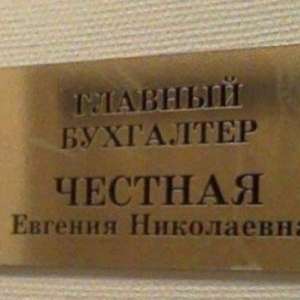 ГЛАВНЫЙ
БУХГАЛТЕР
ЧЕСТНАЯ
Евгения Николаевна